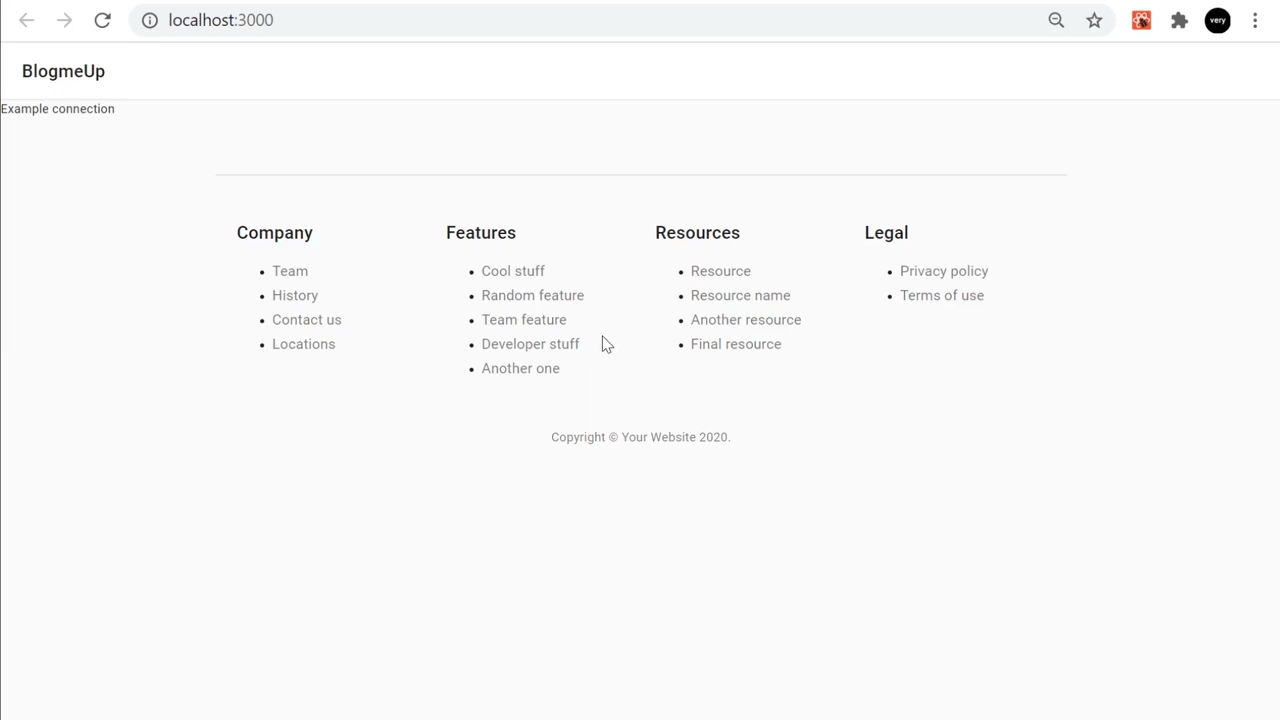 localhost:3000
very
BlogmeUp
Example connection
Company
Team
History
Contact us
Locations
Features
Cool stuff
Random feature
Team feature
Developer stuff
Another one
Resources
Resource
Resource name
Another resource
Final resource
Legal
Privacy policy
Terms of use
Copyright © Your Website 2020.